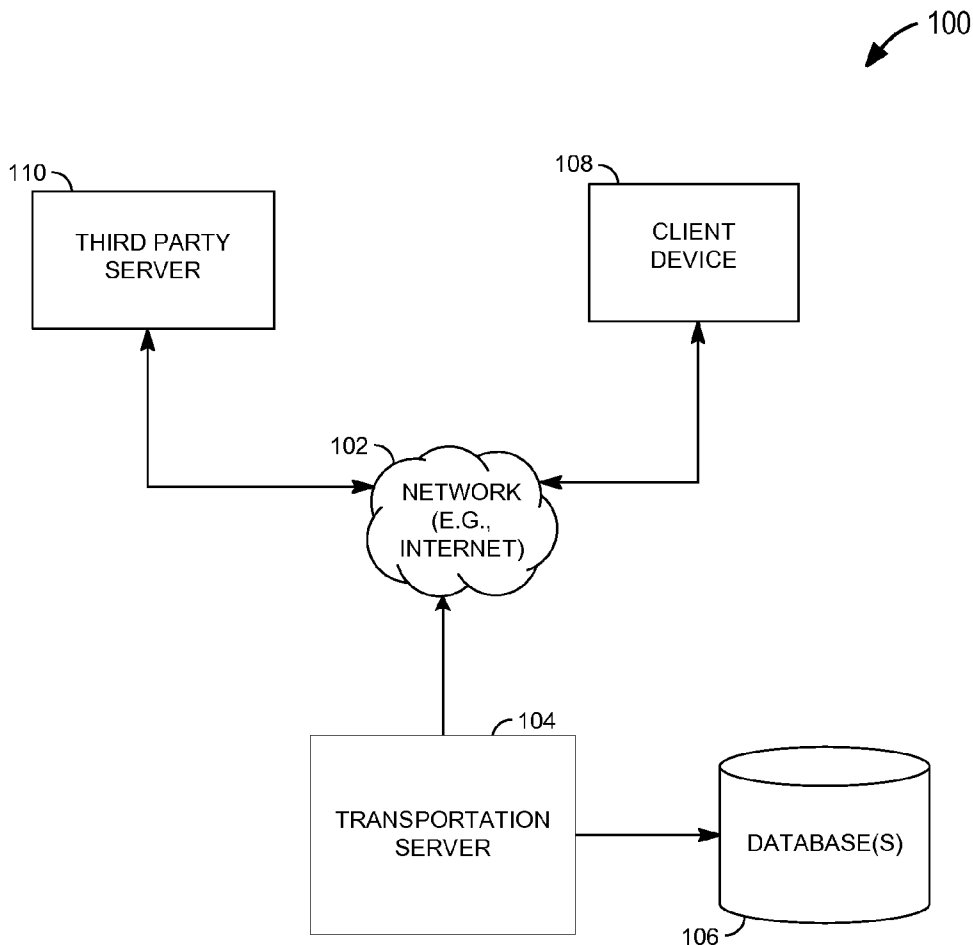 100
110
108
THIRD PARTY
SERVER
CLIENT
DEVICE
102
NETWORK
(E.G.,
INTERNET)
104
TRANSPORTATION
SERVER
DATABASE(S)
106